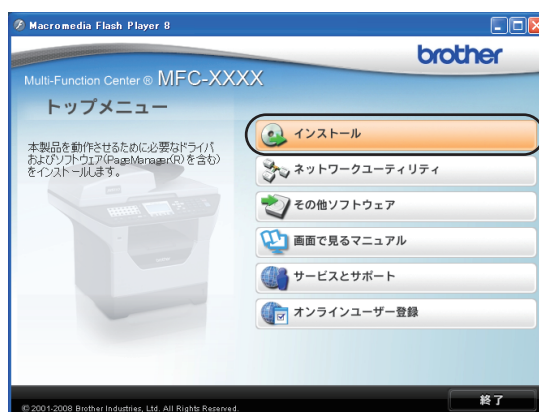 Macromedia Flash Player 8
brother
Multi-Function Center ® MFC-XXXX
トップメニュー
本製品を動作させるために必要なドライバ
およびソフトウエア(PageManager(R)を含む)
をインストールします。
インストール
ネットワークユーティリティ
その他ソフトウェア
画面で見るマニュアル
サービスとサポート
オンラインユーザー登録
© 2001-2008 Brother Industries, Ltd. All Rights Reserved.
終了